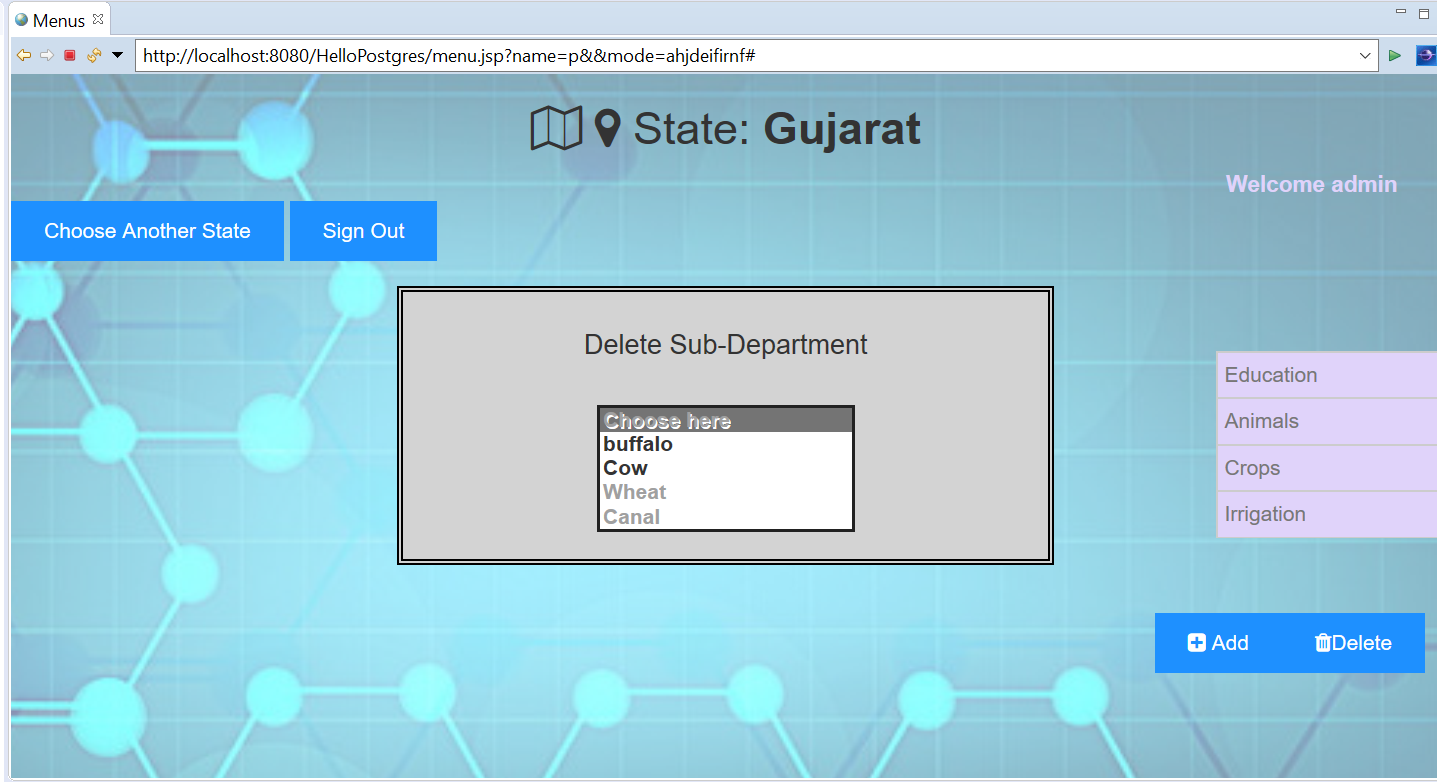 Menus
http://localhost:8080/HelloPostgres/menu.jsp?name=p&&mode=ahjdeifirnf#
State: Gujarat
Welcome admin
Choose Another State
Sign Out
Delete Sub-Department
Choose here
buffalo
Cow
Wheat
Canal
Education
Animals
Crops
Irrigation
Add
Delete